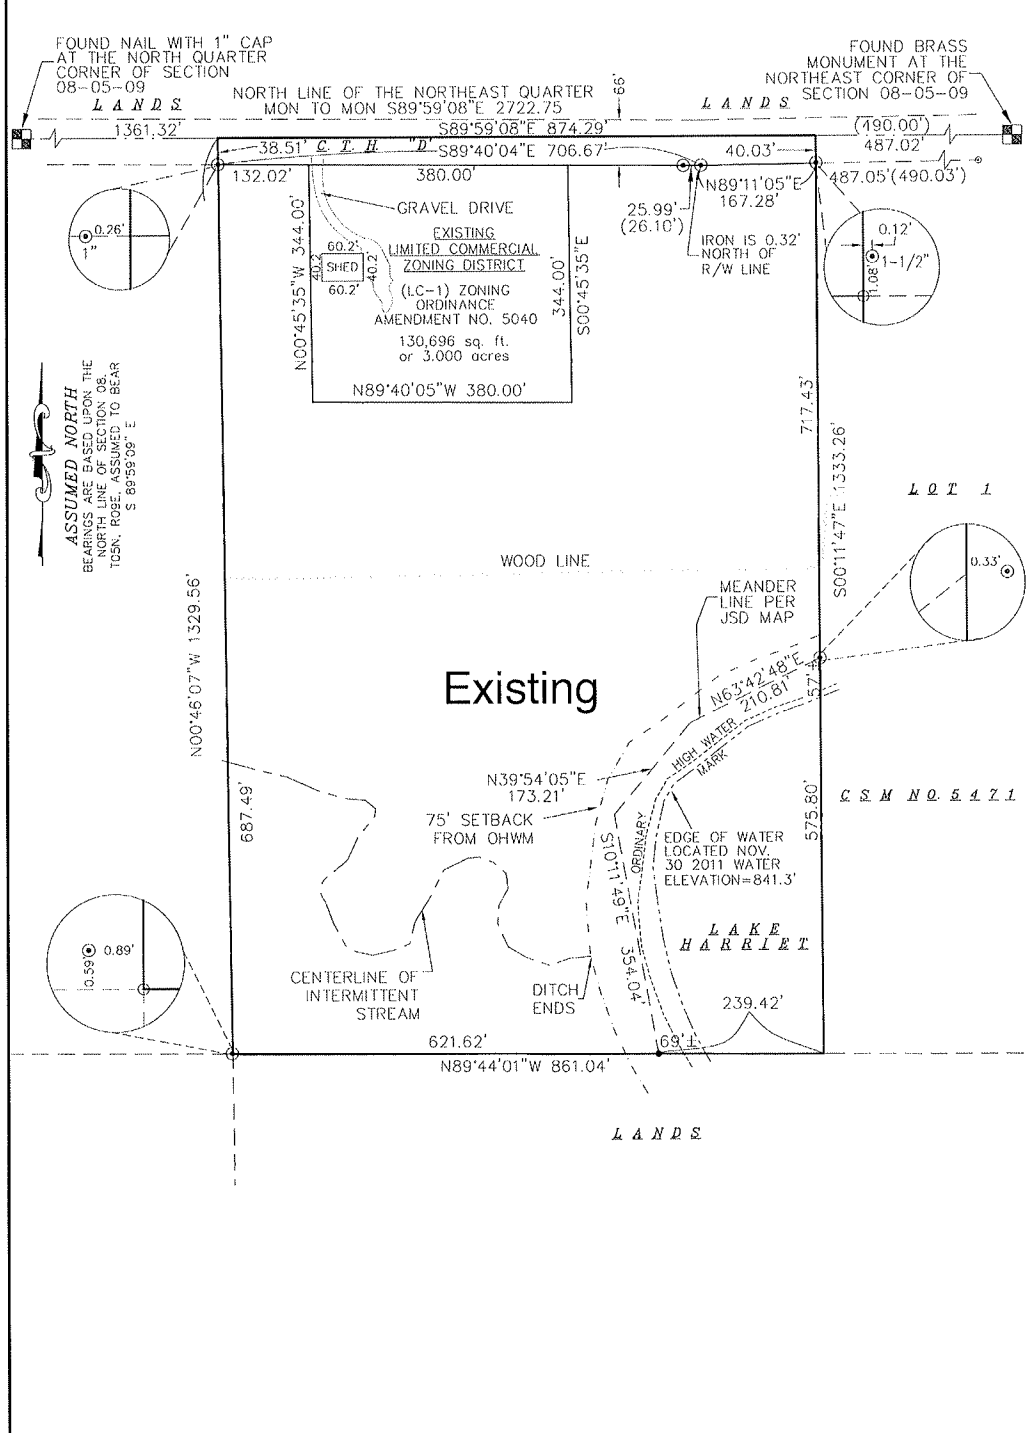 FOUND NAIL WITH 1" CAP
AT THE NORTH QUARTER
CORNER OF SECTION
08-05-09
LANDS
NORTH LINE OF THE NORTHEAST QUARTER
MON TO MON S89°59'08"E 2722.75
66'
LANDS
FOUND BRASS
MONUMENT AT THE
NORTHEAST CORNER OF
SECTION 08-05-09
1361.32'
S89°59'08"E 874.29'
(490.00')
487.02'
38.51'
C. T. H "D"
S89°40'04"E 706.67'
40.03'
132.02'
380.00'
N89°11'05"E
167.28'
487.05'(490.03')
25.99'
(26.10')
IRON IS 0.32'
NORTH OF
R/W LINE
0.26'
1"
0.12'
1-1/2"
1.08'
GRAVEL DRIVE
EXISTING
LIMITED COMMERCIAL
ZONING DISTRICT
(LC-1) ZONING
ORDINANCE
AMENDMENT NO. 5040
130,696 sq. ft.
or 3.000 acres
60.2'
40.2'
SHED
40.2'
60.2'
N00°45'35"W 344.00'
344.00'
S00°45'35"E
N89°40'05"W 380.00'
ASSUMED NORTH
BEARINGS ARE BASED UPON THE
NORTH LINE OF SECTION 08,
T05N, R09E, ASSUMED TO BEAR
S 89°59'09" E
717.43'
S00°11'47"E 1333.26'
LOT 1
0.33'
WOOD LINE
MEANDER
LINE PER
JSD MAP
N00°46'07"W 1329.56'
Existing
N63°42'48"E
210.81'
HIGH WATER
MARK
N39°54'05"E
173.21'
75' SETBACK
FROM OHWM
687.49'
575.80'
CSM NO. 5471
ORDINARY
EDGE OF WATER
LOCATED NOV.
30 2011 WATER
ELEVATION=841.3'
S10°11'49"E 354.04'
LAKE
HARRIET
0.89'
0.59'
CENTERLINE OF
INTERMITTENT
STREAM
DITCH
ENDS
239.42'
621.62'
69'±
N89°44'01"W 861.04'
LANDS